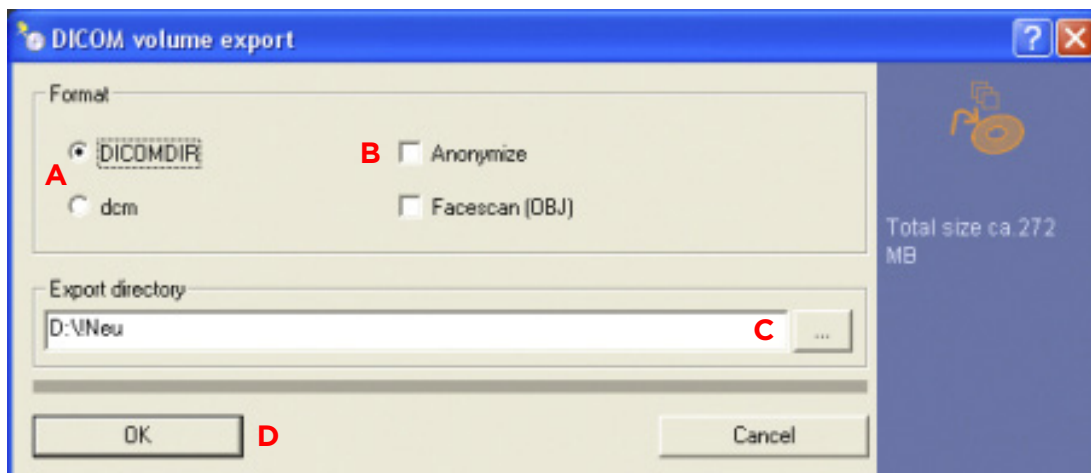 DICOM volume export
Format
DICOMDIR
B
Anonymize
A
dcm
Facescan (OBJ)
Total size ca.272
MB
Export directory
D:\!Neu
C
...
OK
D
Cancel